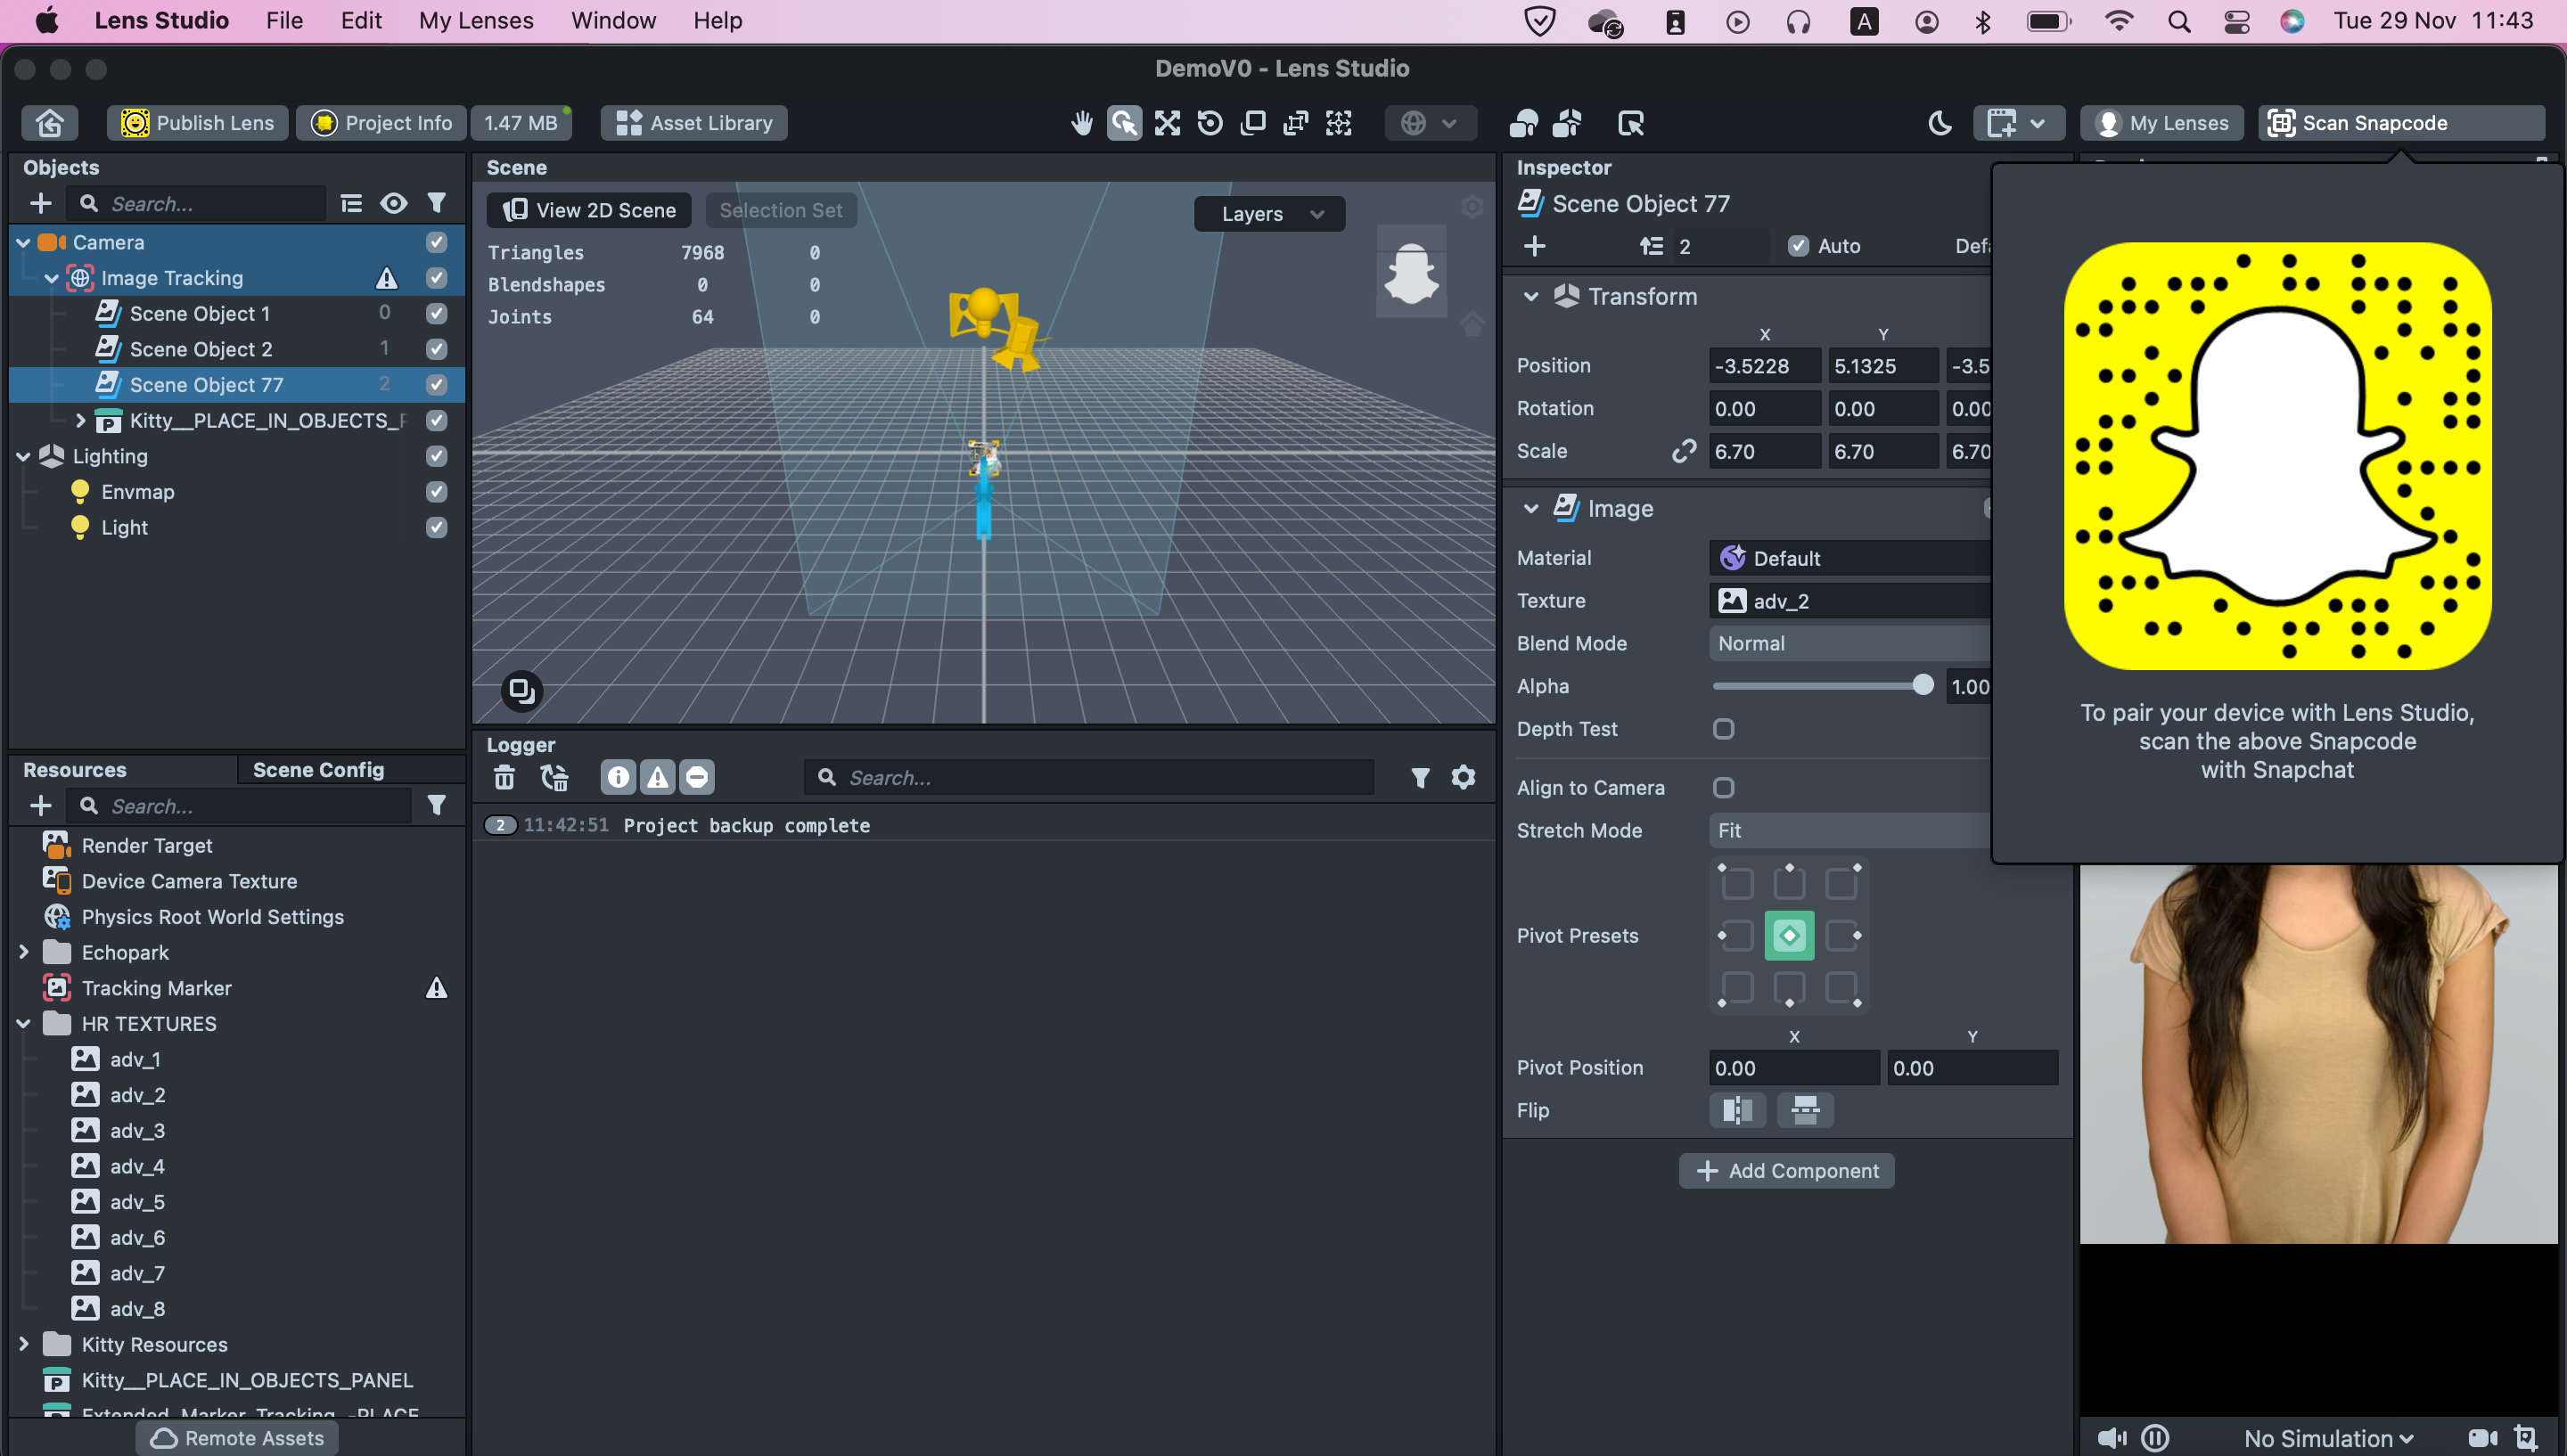 Lens Studio File Edit My Lenses Window Help A Tue 29 Nov 11:43
DemoV0 - Lens Studio
Publish Lens Project Info 1.47 MB Asset Library My Lenses Scan Snapcode
Objects
Search...
Camera
Image Tracking
Scene Object 1 0
Scene Object 2 1
Scene Object 77 2
Kitty__PLACE_IN_OBJECTS_P
Lighting
Envmap
Light
Scene
View 2D Scene Selection Set Layers
Triangles 7968 0
Blendshapes 0 0
Joints 64 0
Inspector
Scene Object 77
2 Auto Defa
Transform
X Y
Position -3.5228 5.1325 -3.5
Rotation 0.00 0.00 0.00
Scale 6.70 6.70 6.70
Image
Material Default
Texture adv_2
Blend Mode Normal
Alpha 1.00
Depth Test
Align to Camera
Stretch Mode Fit
Pivot Presets
X Y
Pivot Position 0.00 0.00
Flip
Add Component
To pair your device with Lens Studio,
scan the above Snapcode
with Snapchat
Logger
Search...
2 11:42:51 Project backup complete
Resources Scene Config
Search...
Render Target
Device Camera Texture
Physics Root World Settings
Echopark
Tracking Marker
HR TEXTURES
adv_1
adv_2
adv_3
adv_4
adv_5
adv_6
adv_7
adv_8
Kitty Resources
P Kitty__PLACE_IN_OBJECTS_PANEL
Extended_Marker_Tracking_-PLACE
Remote Assets
No Simulation